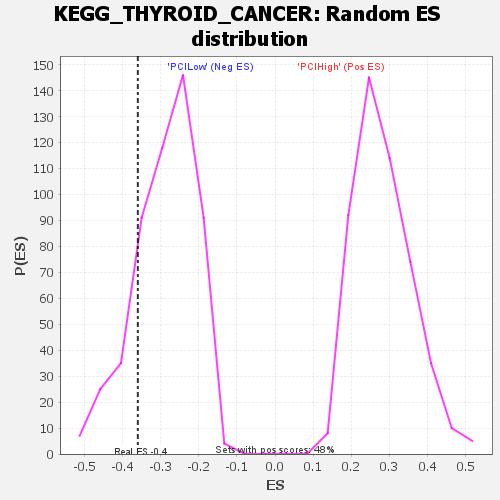 KEGG_THYROID_CANCER: Random ES
distribution
'PCILow' (Neg ES) 'PCIHigh' (Pos ES)
150
140
130
120
110
100
90
80
70
60
50
40
30
20
10
0
P(ES)
Real ES -0.4
Sets with pos scores: 48%
-0.5 -0.4 -0.3 -0.2 -0.1 0.0 0.1 0.2 0.3 0.4 0.5
ES